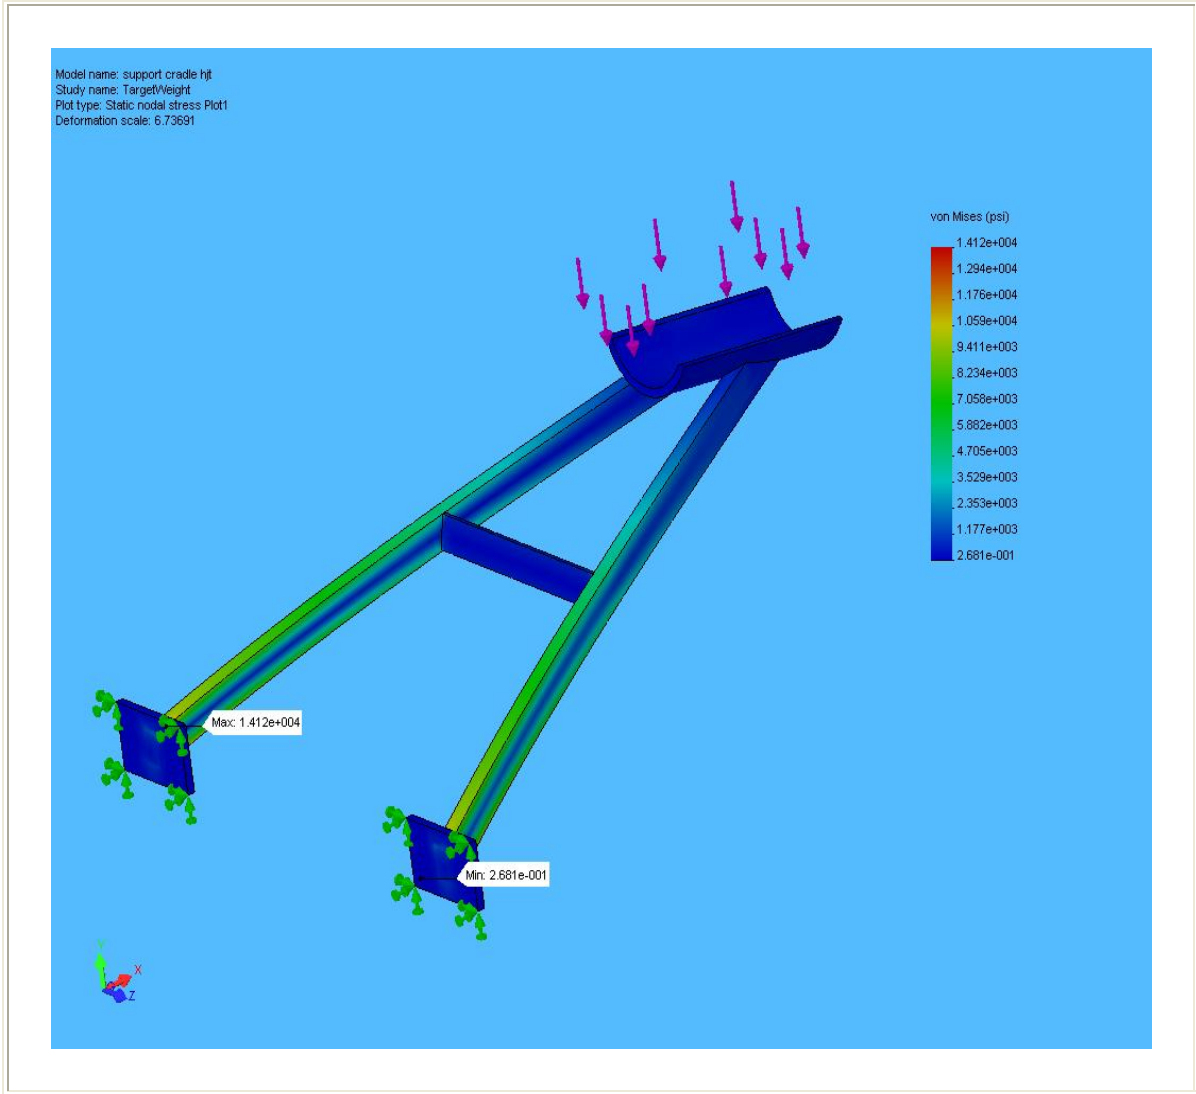 Model name: support cradle hjt
Study name: TargetWeight
Plot type: Static nodal stress Plot1
Deformation scale: 6.73691
von Mises (psi)
1.412e+004
1.294e+004
1.176e+004
1.059e+004
9.411e+003
8.234e+003
7.058e+003
5.882e+003
4.705e+003
3.529e+003
2.353e+003
1.177e+003
2.681e-001
Max: 1.412e+004
Min: 2.681e-001
Y
X
Z